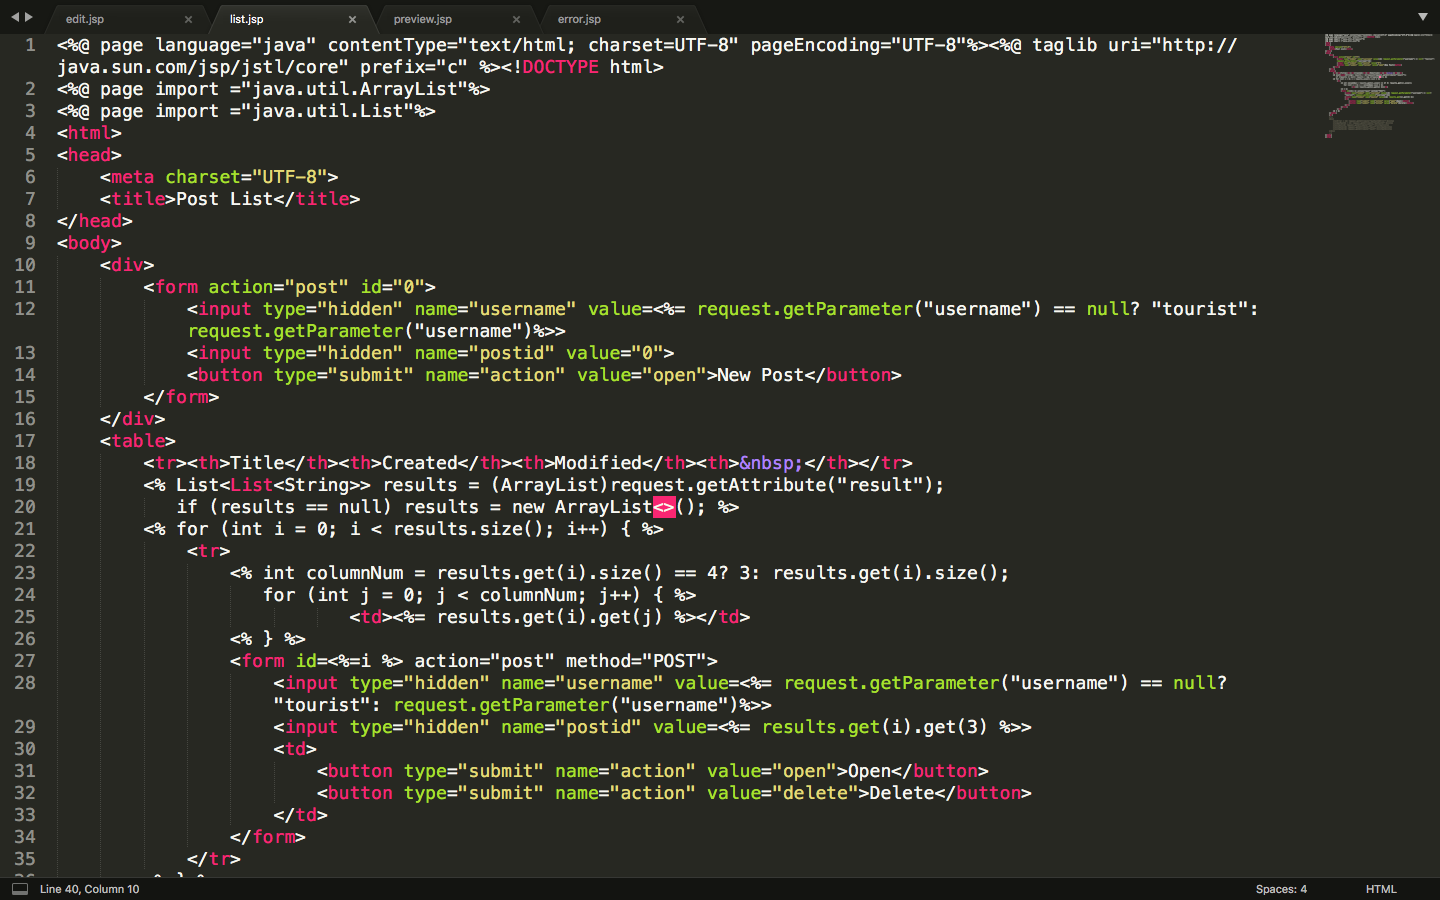 edit.jsp × list.jsp × preview.jsp × error.jsp ×
1 <%@ page language="java" contentType="text/html; charset=UTF-8" pageEncoding="UTF-8"%><%@ taglib uri="http://
java.sun.com/jsp/jstl/core" prefix="c" %><!DOCTYPE html>
2 <%@ page import ="java.util.ArrayList"%>
3 <%@ page import ="java.util.List"%>
4 <html>
5 <head>
6 <meta charset="UTF-8">
7 <title>Post List</title>
8 </head>
9 <body>
10 <div>
11 <form action="post" id="0">
12 <input type="hidden" name="username" value=<%= request.getParameter("username") == null? "tourist":
request.getParameter("username")%>>
13 <input type="hidden" name="postid" value="0">
14 <button type="submit" name="action" value="open">New Post</button>
15 </form>
16 </div>
17 <table>
18 <tr><th>Title</th><th>Created</th><th>Modified</th><th>&nbsp;</th></tr>
19 <% List<List<String>> results = (ArrayList)request.getAttribute("result");
20 if (results == null) results = new ArrayList<>(); %>
21 <% for (int i = 0; i < results.size(); i++) { %>
22 <tr>
23 <% int columnNum = results.get(i).size() == 4? 3: results.get(i).size();
24 for (int j = 0; j < columnNum; j++) { %>
25 <td><%= results.get(i).get(j) %></td>
26 <% } %>
27 <form id=<%=i %> action="post" method="POST">
28 <input type="hidden" name="username" value=<%= request.getParameter("username") == null?
"tourist": request.getParameter("username")%>>
29 <input type="hidden" name="postid" value=<%= results.get(i).get(3) %>>
30 <td>
31 <button type="submit" name="action" value="open">Open</button>
32 <button type="submit" name="action" value="delete">Delete</button>
33 </td>
34 </form>
35 </tr>
Line 40, Column 10 Spaces: 4 HTML